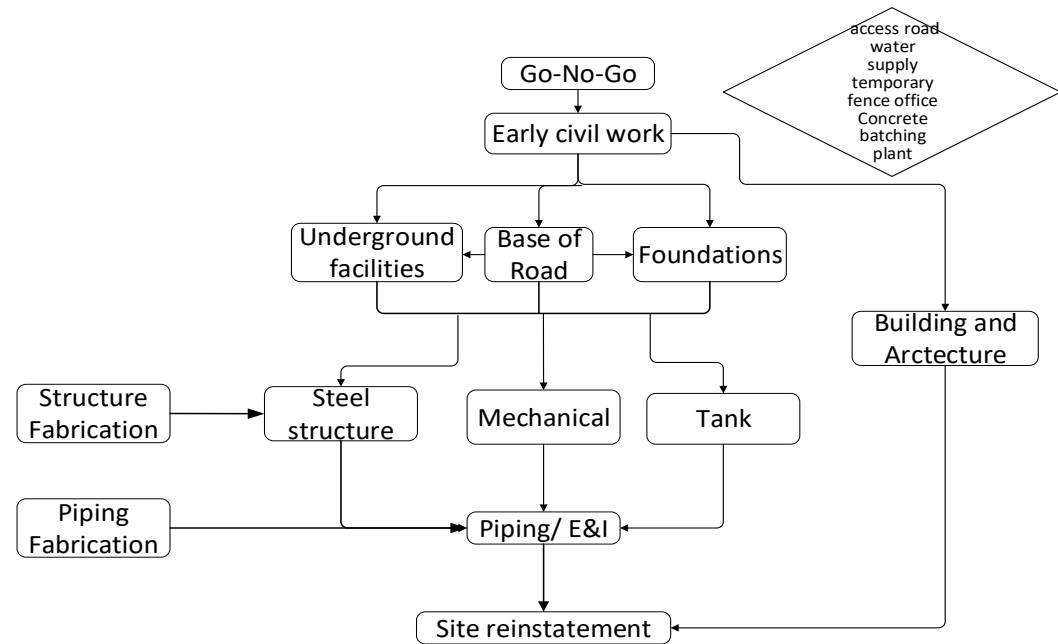 access road
water
supply
temporary
fence office
Concrete
batching
plant
Go-No-Go
Early civil work
Underground
facilities
Base of
Road
Foundations
Building and
Arctecture
Structure
Fabrication
Steel
structure
Mechanical
Tank
Piping
Fabrication
Piping/ E&I
Site reinstatement